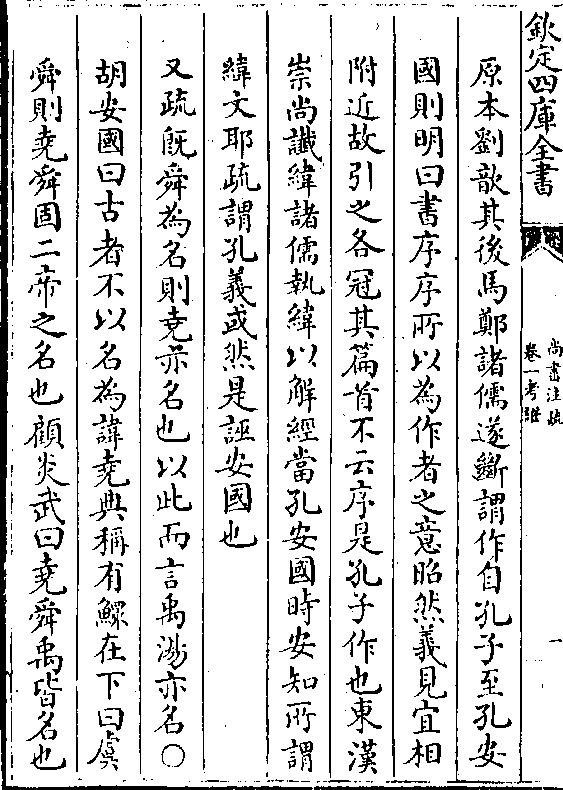 欽定四庫全書
尚書注疏
卷一考證
一
原本劉歆其後馬鄭諸儒遂斷謂作自孔子至孔安
國則明曰書序序所以為作者之意昭然義見宜相
附近故引之各冠其篇首不云序是孔子作也東漢
崇尚讖緯諸儒執緯以解經當孔安國時安知所謂
緯文耶疏謂孔義或然是誣安國也
又疏旣舜為名則堯亦名也以此而言禹湯亦名〇
胡安國曰古者不以名為諱堯典稱有鰥在下曰虞
舜則堯舜固二帝之名也顧炎武曰堯舜禹皆名也